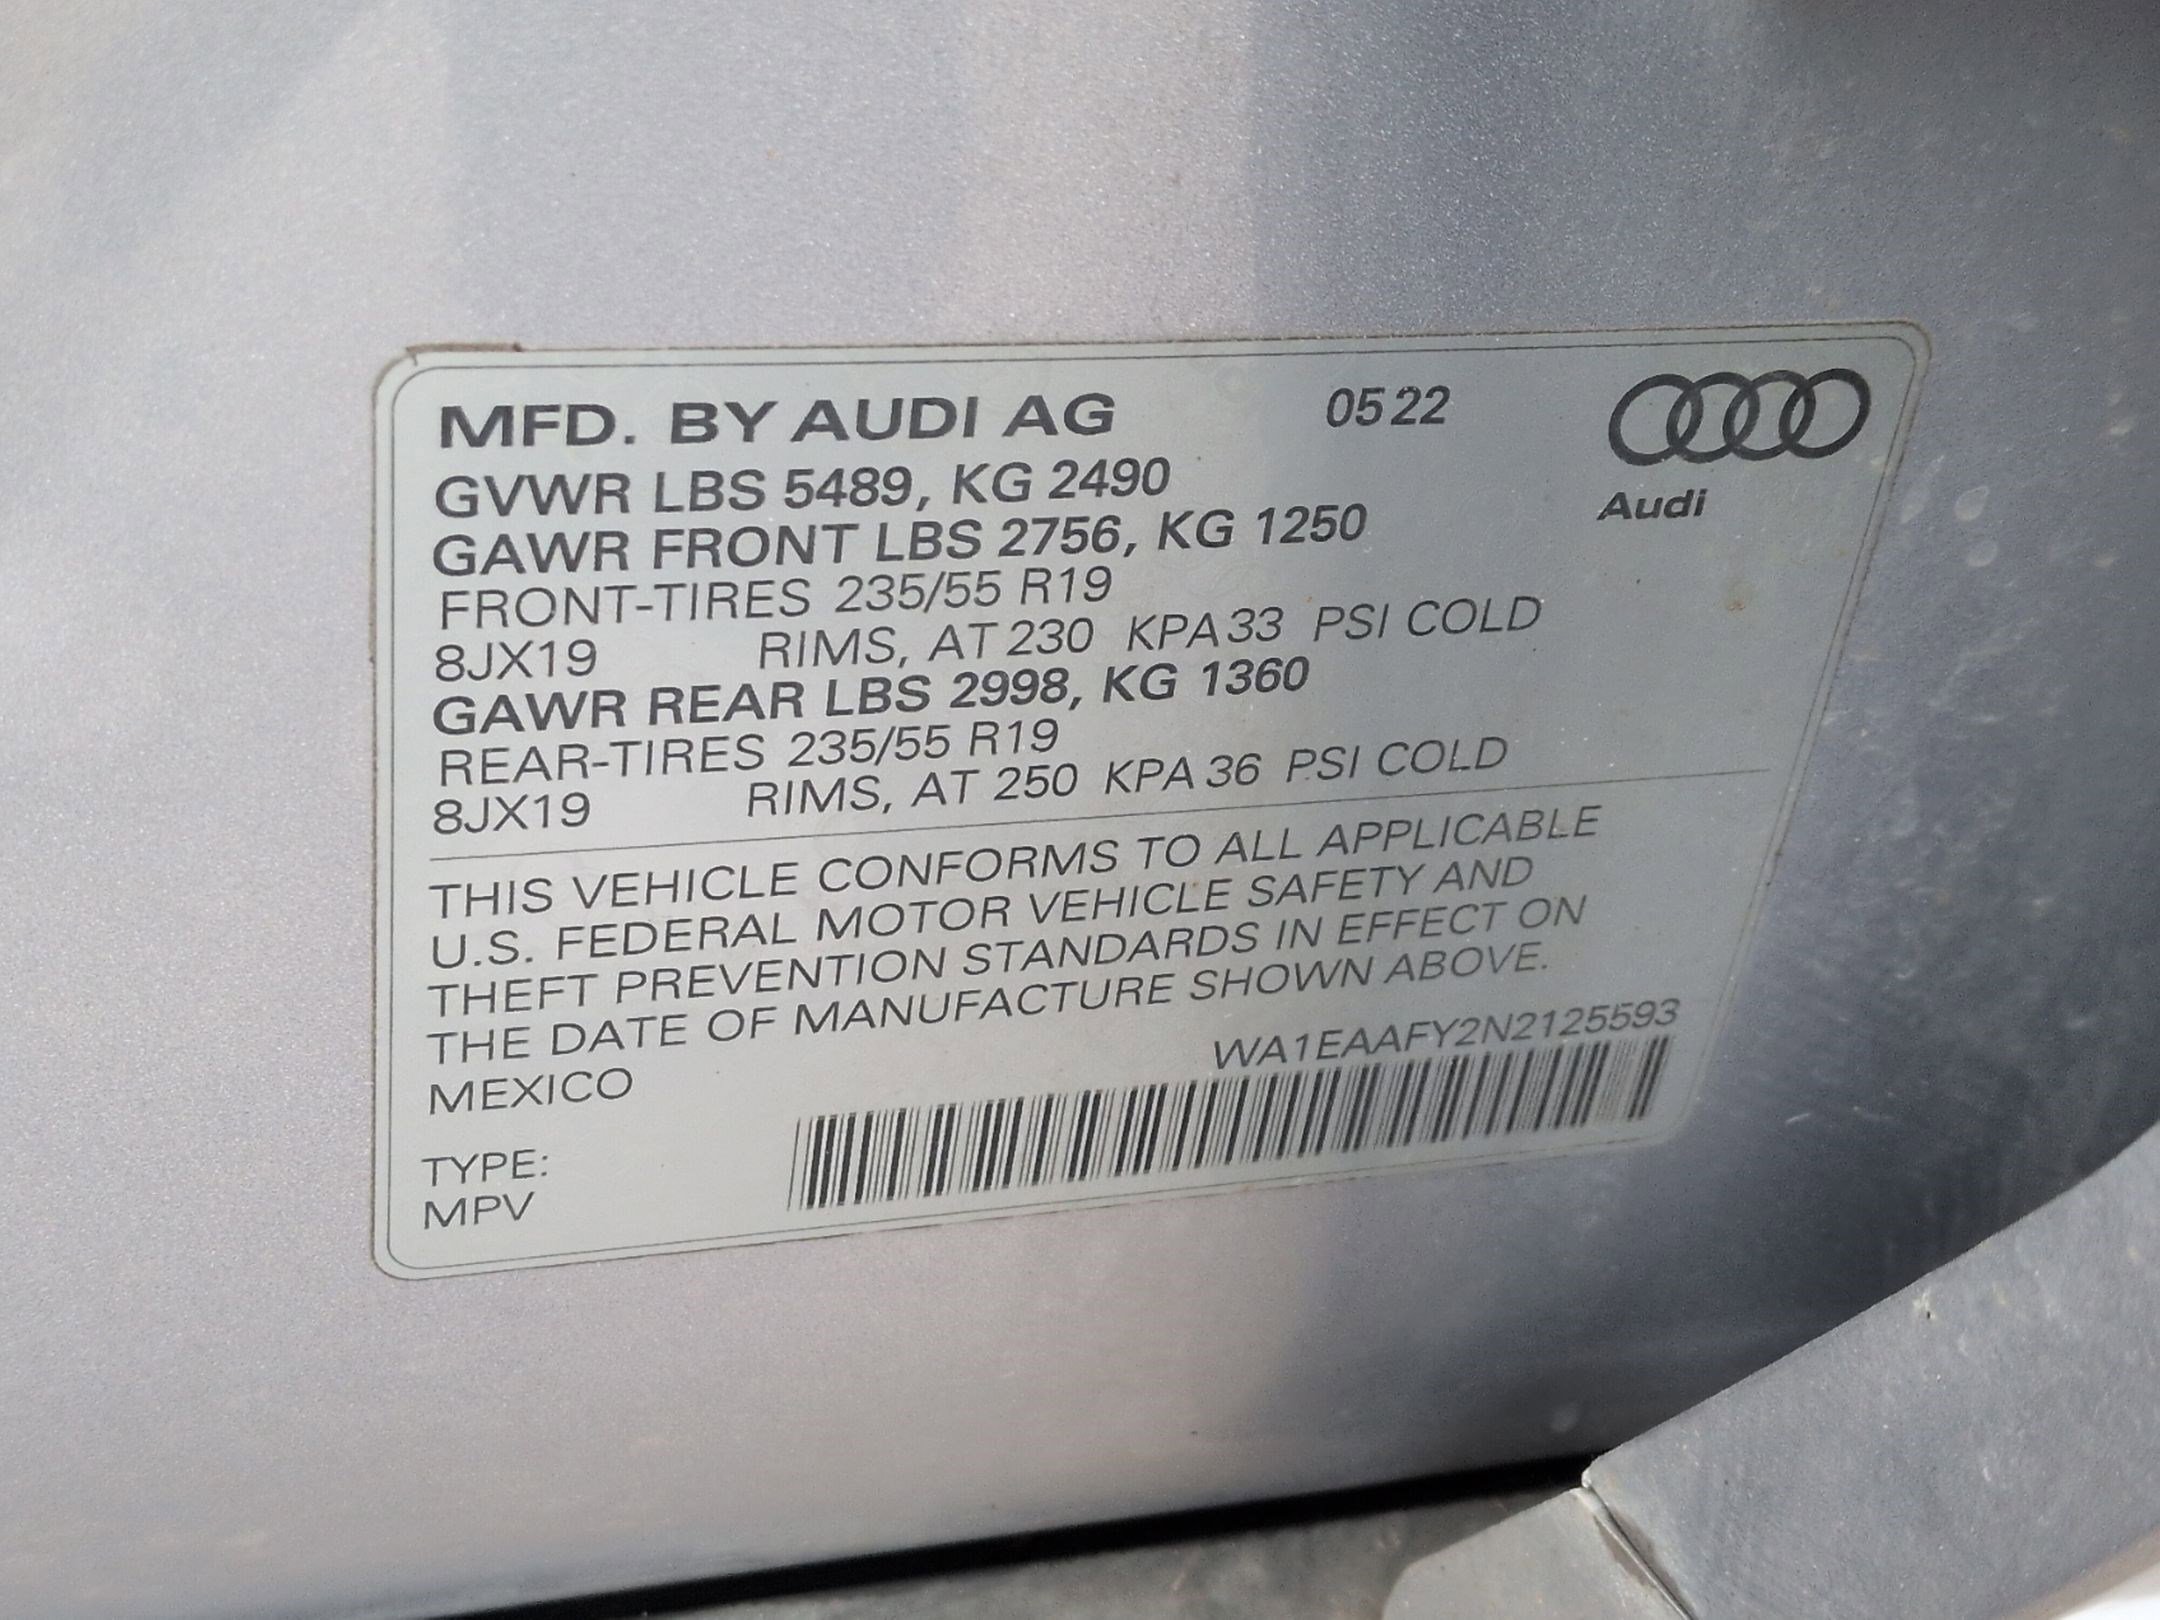 MFD. BY AUDI AG 0522
Audi
GVWR LBS 5489, KG 2490
GAWR FRONT LBS 2756, KG 1250
FRONT-TIRES 235/55 R19
8JX19 RIMS, AT 230 KPA 33 PSI COLD
GAWR REAR LBS 2998, KG 1360
REAR-TIRES 235/55 R19
8JX19 RIMS, AT 250 KPA 36 PSI COLD
THIS VEHICLE CONFORMS TO ALL APPLICABLE
U.S. FEDERAL MOTOR VEHICLE SAFETY AND
THEFT PREVENTION STANDARDS IN EFFECT ON
THE DATE OF MANUFACTURE SHOWN ABOVE.
MEXICO WA1EAAFY2N2125593
TYPE:
MPV